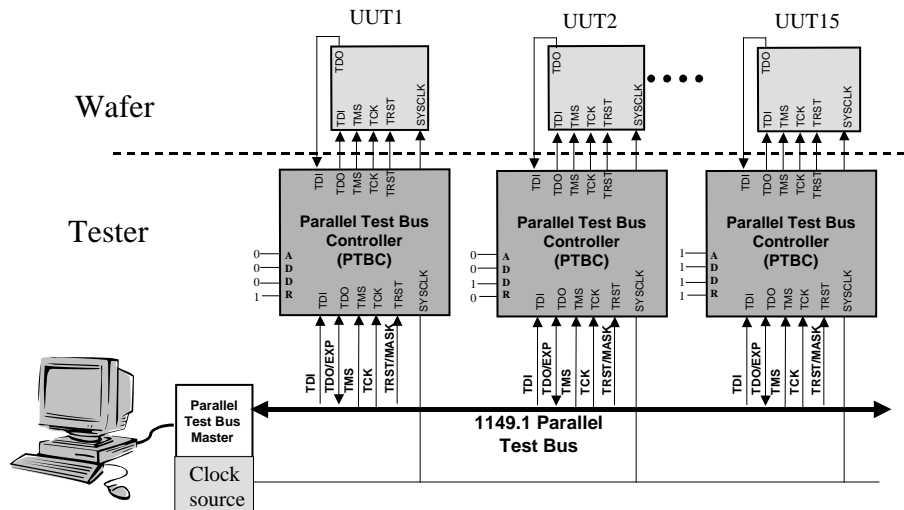 UUT1 UUT2 UUT15
TDO TDO TDO
Wafer
TDI TMS TCK TRST SYSCLK TDI TMS TCK TRST SYSCLK TDI TMS TCK TRST SYSCLK
TDI TDO TMS TCK TRST TDI TDO TMS TCK TRST TDI TDO TMS TCK TRST
Tester
Parallel Test Bus Parallel Test Bus Parallel Test Bus
Controller Controller Controller
(PTBC) (PTBC) (PTBC)
0 A 0 A 1 A
0 D 0 D 1 D
0 D 1 D 1 D
1 R 0 R 1 R
TDI TDO TMS TCK TRST SYSCLK TDI TDO TMS TCK TRST SYSCLK TDI TDO TMS TCK TRST SYSCLK
TDI TDO/EXP TMS TCK TRST/MASK TDI TDO/EXP TMS TCK TRST/MASK TDI TDO/EXP TMS TCK TRST/MASK
Parallel
Test Bus
Master
1149.1 Parallel
Test Bus
Clock
source